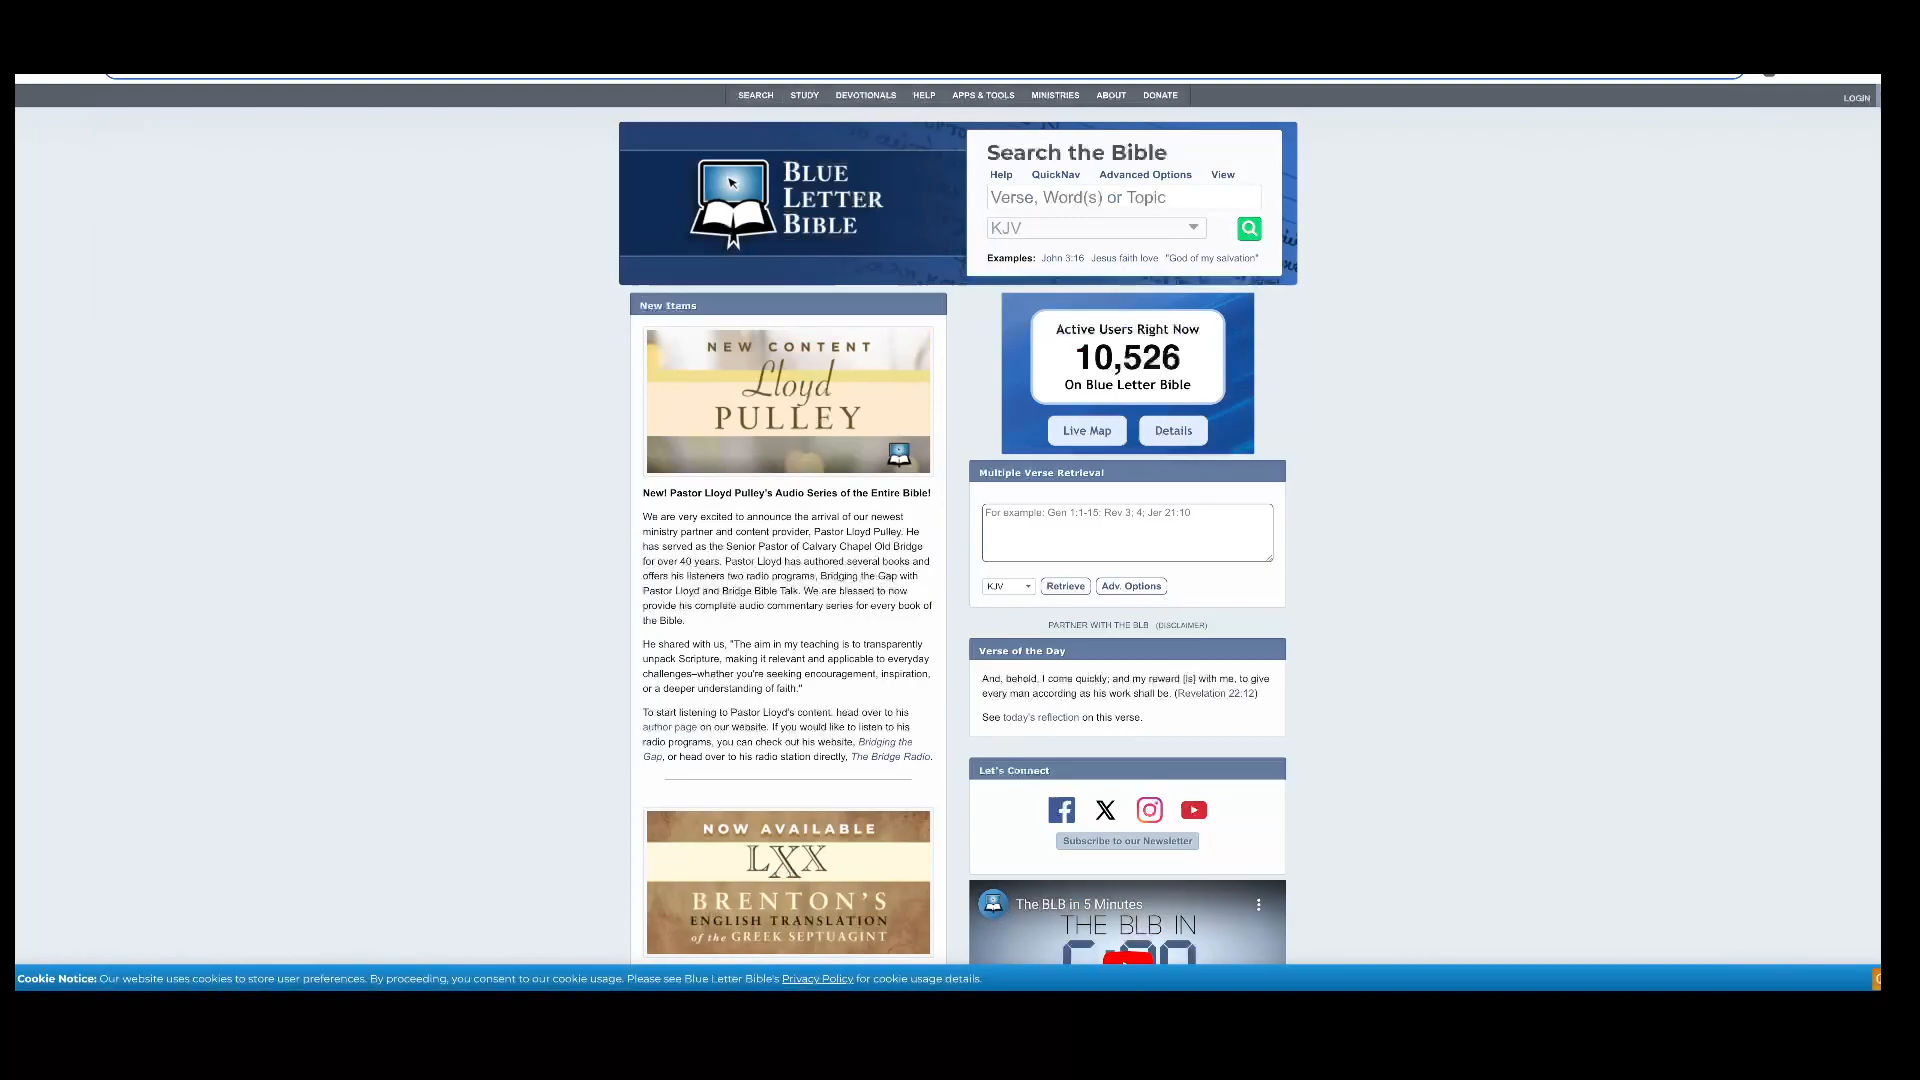 SEARCH STUDY DEVOTIONALS HELP APPS & TOOLS MINISTRIES ABOUT DONATE
LOGIN
BLUE
LETTER
BIBLE
Search the Bible
Help QuickNav Advanced Options View
Verse, Word(s) or Topic
KJV
Examples: John 3:16 Jesus faith love "God of my salvation"
New Items
NEW CONTENT
Lloyd
PULLEY
New! Pastor Lloyd Pulley's Audio Series of the Entire Bible!
We are very excited to announce the arrival of our newest
ministry partner and content provider, Pastor Lloyd Pulley. He
has served as the Senior Pastor of Calvary Chapel Old Bridge
for over 40 years. Pastor Lloyd has authored several books and
offers his listeners two radio programs, Bridging the Gap with
Pastor Lloyd and Bridge Bible Talk. We are blessed to now
provide his complete audio commentary series for every book of
the Bible.
He shared with us, "The aim in my teaching is to transparently
unpack Scripture, making it relevant and applicable to everyday
challenges–whether you're seeking encouragement, inspiration,
or a deeper understanding of faith."
To start listening to Pastor Lloyd's content, head over to his
author page on our website. If you would like to listen to his
radio programs, you can check out his website, Bridging the
Gap, or head over to his radio station directly, The Bridge Radio.
NOW AVAILABLE
LXX
BRENTON'S
ENGLISH TRANSLATION
of the GREEK SEPTUAGINT
Active Users Right Now
10,526
On Blue Letter Bible
Live Map Details
Multiple Verse Retrieval
For example: Gen 1:1-15; Rev 3; 4; Jer 21:10
KJV Retrieve Adv. Options
PARTNER WITH THE BLB (DISCLAIMER)
Verse of the Day
And, behold, I come quickly; and my reward [is] with me, to give
every man according as his work shall be. (Revelation 22:12)
See today's reflection on this verse.
Let's Connect
Subscribe to our Newsletter
The BLB in 5 Minutes
THE BLB IN
Cookie Notice: Our website uses cookies to store user preferences. By proceeding, you consent to our cookie usage. Please see Blue Letter Bible's Privacy Policy for cookie usage details.